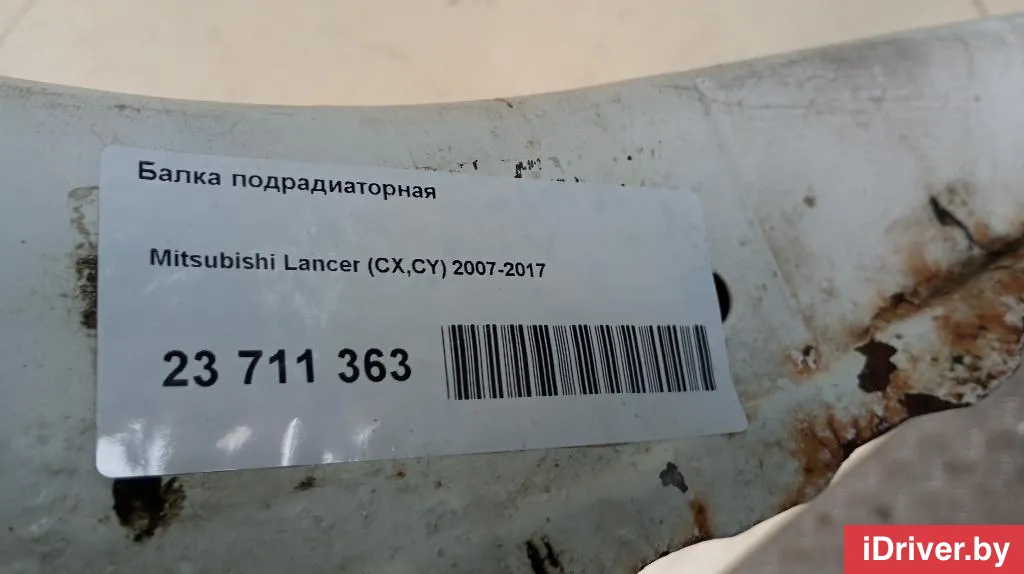 Балка подрадиаторная
Mitsubishi Lancer (CX,CY) 2007-2017
23 711 363
iDriver.by